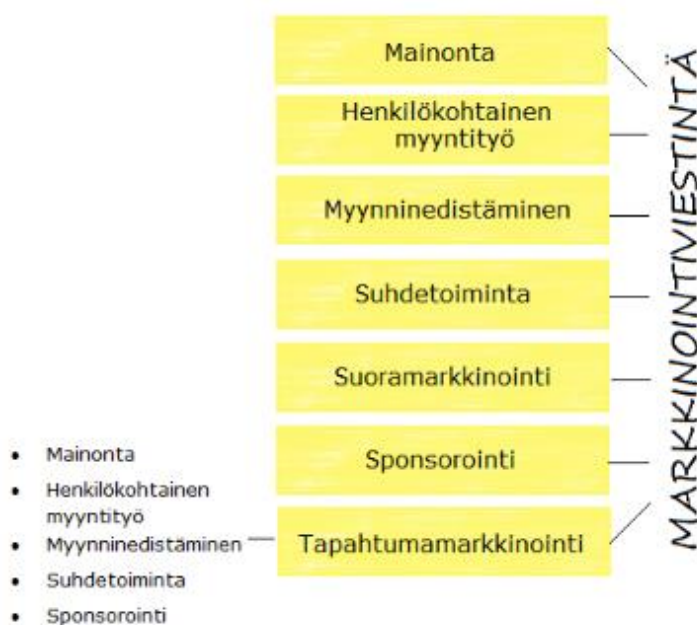 Mainonta
Henkilökohtainen
myyntityö
Myynninedistäminen
Suhdetoiminta
Suoramarkkinointi
Sponsorointi
Tapahtumamarkkinointi
MARKKINOINTIVIESTINTÄ
• Mainonta
• Henkilökohtainen
myyntityö
• Myynninedistäminen
• Suhdetoiminta
• Sponsorointi